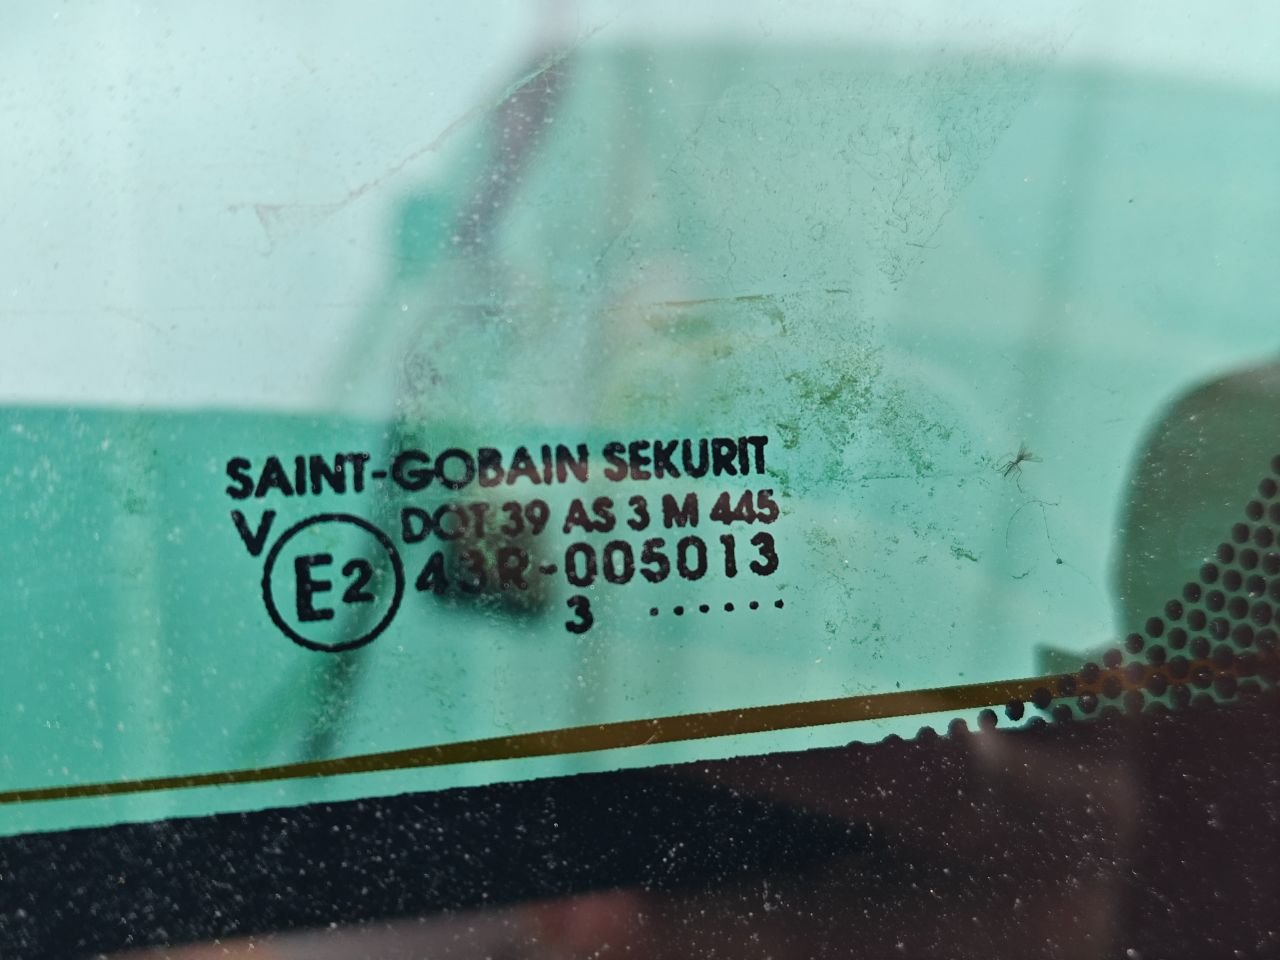 SAINT-GOBAIN SEKURIT
V DOT 39 AS 3 M 445
E2 43R-005013
3 ......